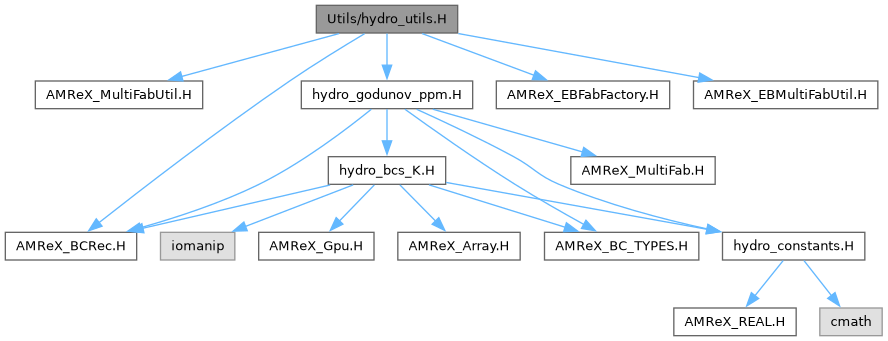 Utils/hydro_utils.H
AMReX_MultiFabUtil.H
hydro_godunov_ppm.H
AMReX_EBFabFactory.H
AMReX_EBMultiFabUtil.H
hydro_bcs_K.H
AMReX_MultiFab.H
AMReX_BCRec.H
iomanip
AMReX_Gpu.H
AMReX_Array.H
AMReX_BC_TYPES.H
hydro_constants.H
AMReX_REAL.H
cmath